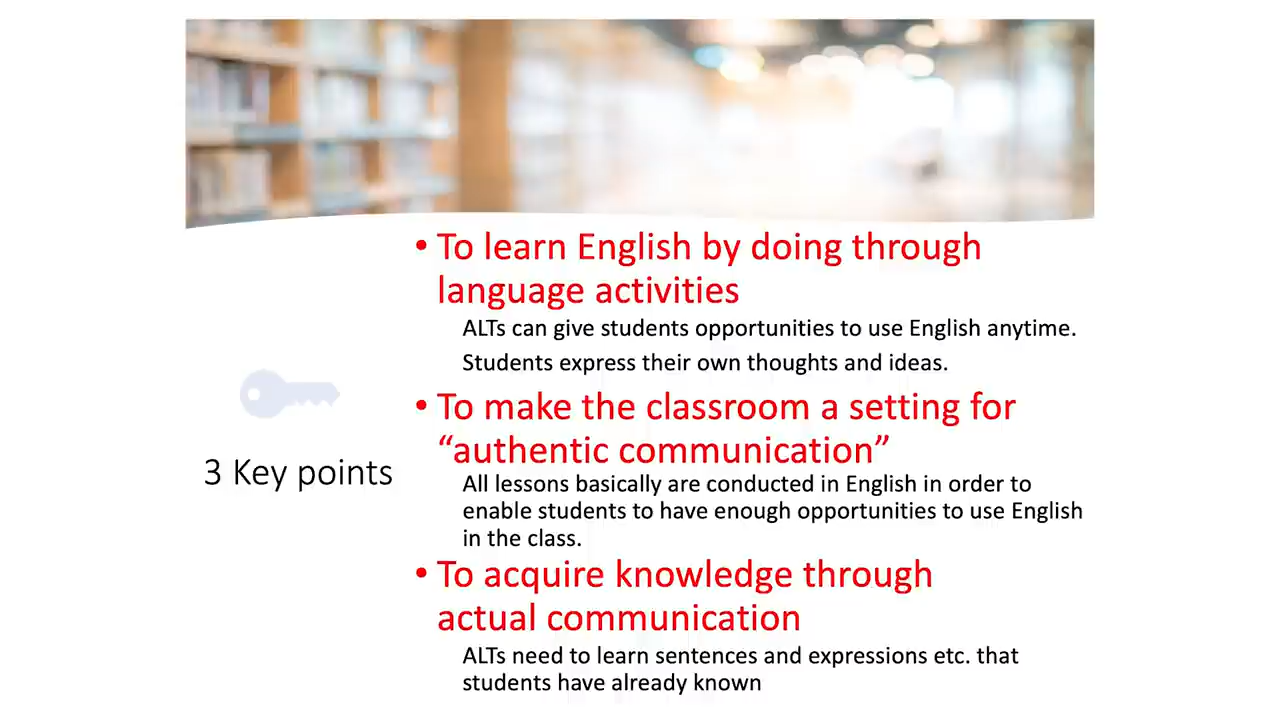 3 Key points
• To learn English by doing through
language activities
ALTs can give students opportunities to use English anytime.
Students express their own thoughts and ideas.
• To make the classroom a setting for
“authentic communication”
All lessons basically are conducted in English in order to
enable students to have enough opportunities to use English
in the class.
• To acquire knowledge through
actual communication
ALTs need to learn sentences and expressions etc. that
students have already known